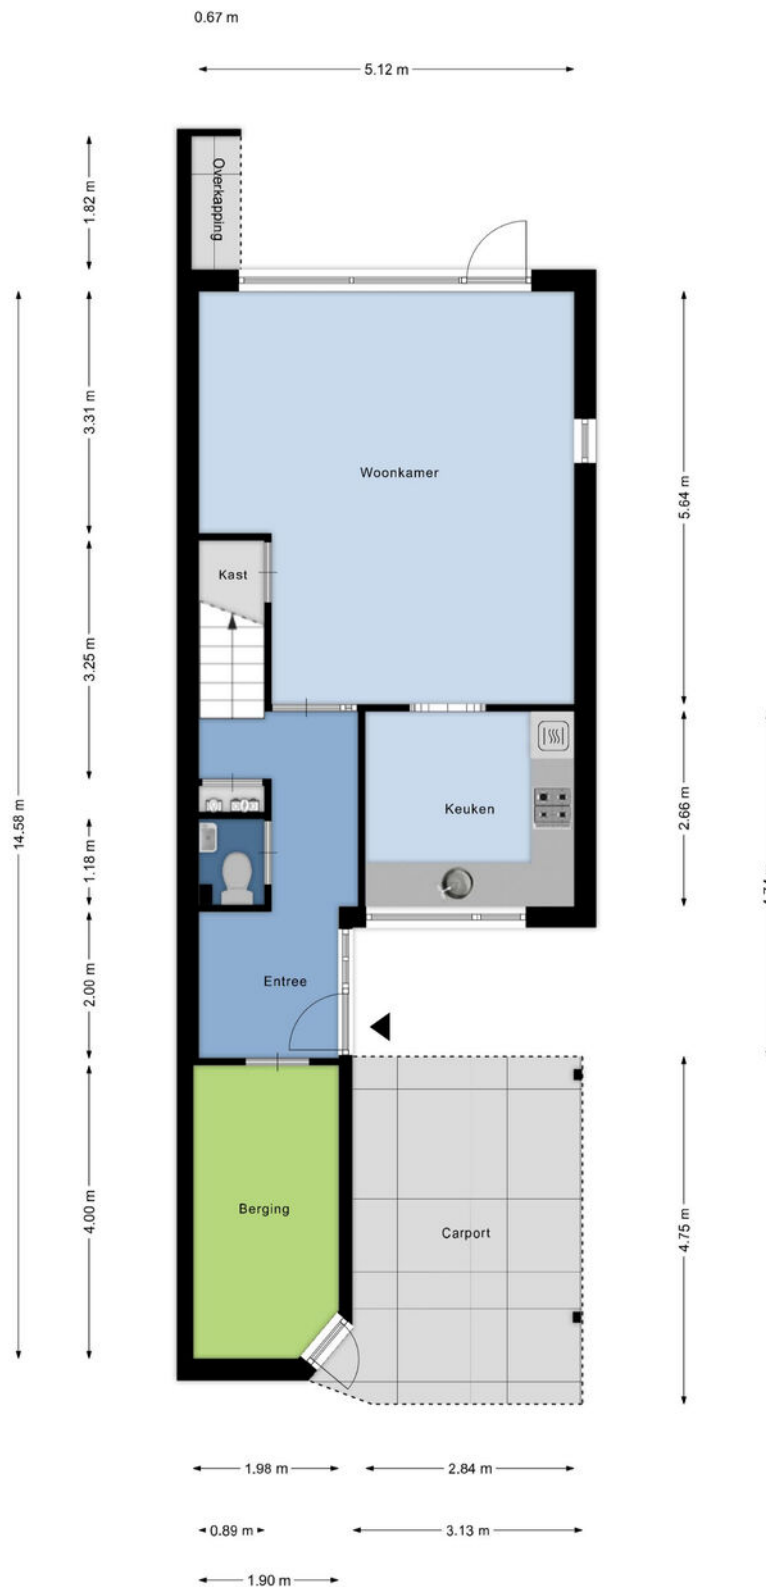 0.67 m
5.12 m
Overkapping
1.82 m
3.31 m
14.58 m
Woonkamer
5.64 m
Kast
3.25 m
Keuken
2.66 m
1.18 m
Entree
2.00 m
Berging
4.00 m
Carport
4.75 m
1.98 m
2.84 m
0.89 m
3.13 m
1.90 m